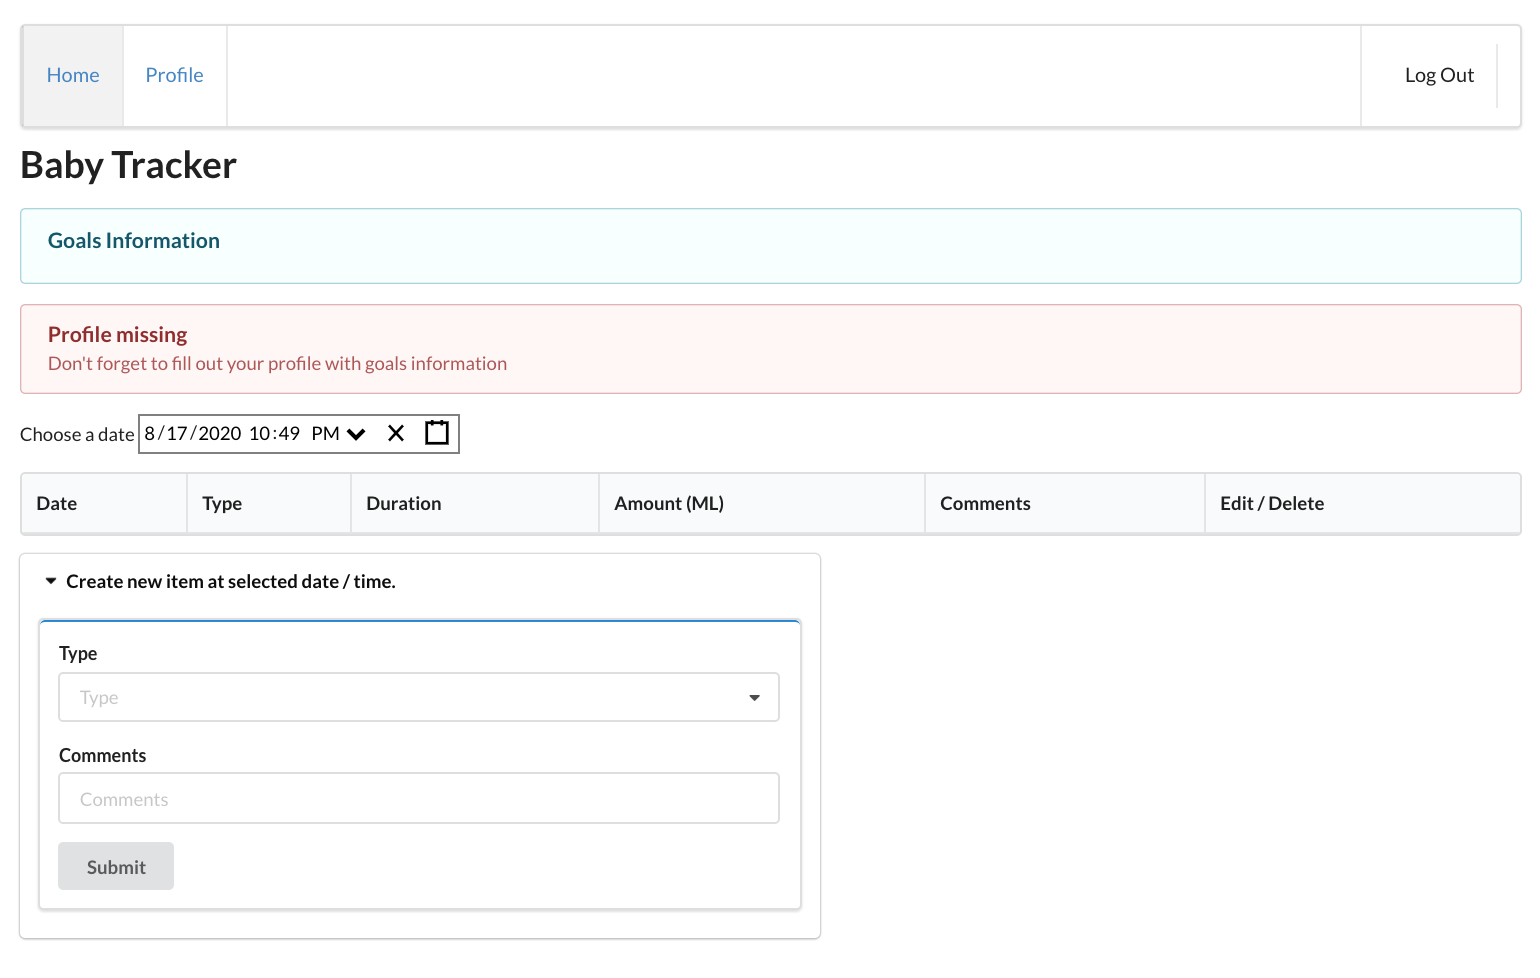 Home Profile Log Out
Baby Tracker
Goals Information
Profile missing
Don't forget to fill out your profile with goals information
Choose a date 8/17/2020 10:49 PM
Date Type Duration Amount (ML) Comments Edit / Delete
Create new item at selected date / time.
Type
Type
Comments
Comments
Submit